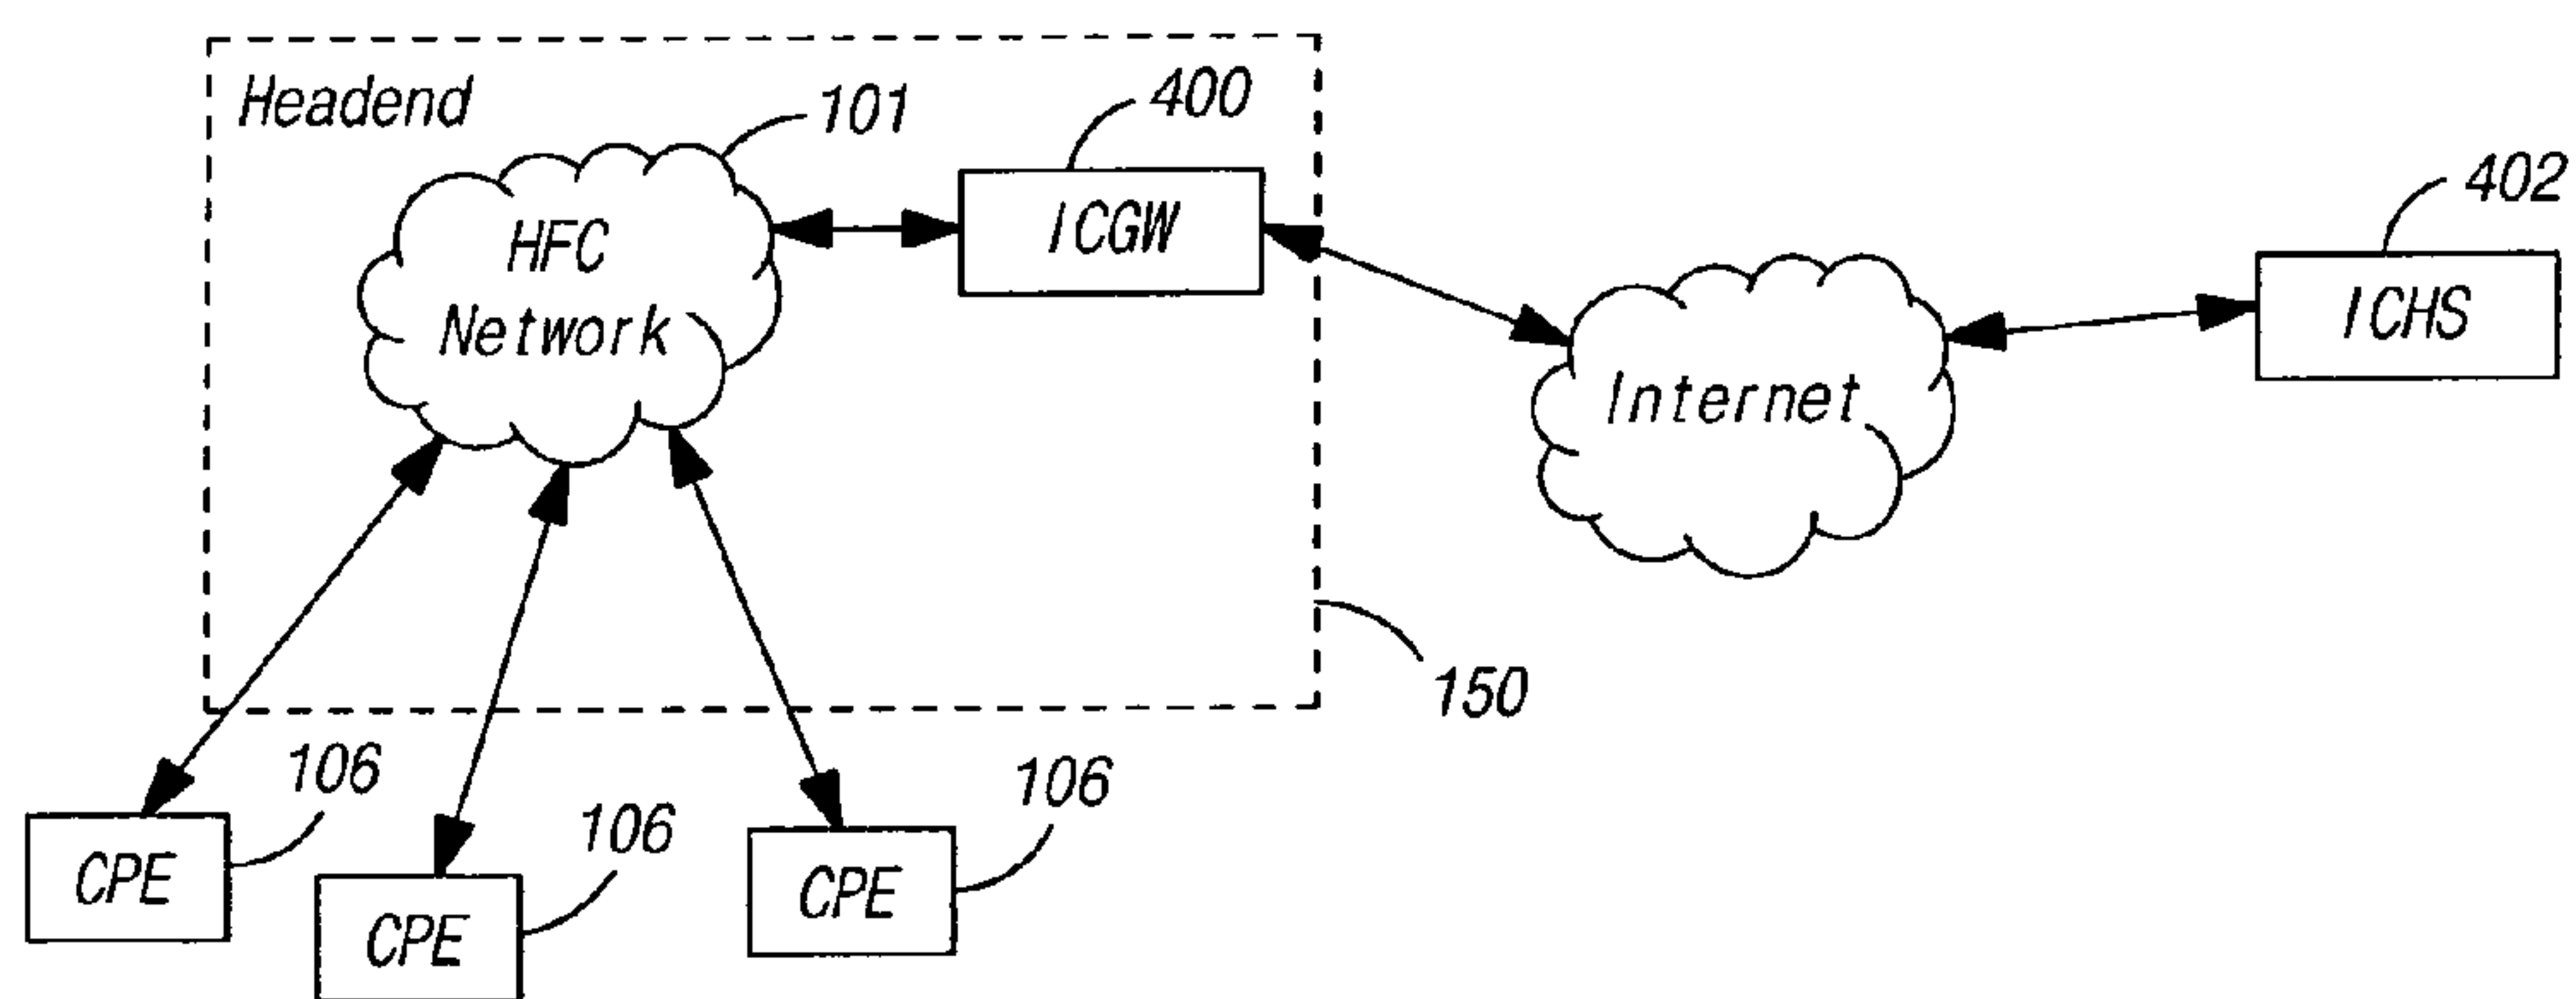 Headend
101
400
402
HFC
Network
ICGW
ICHS
Internet
150
106
106
106
CPE
CPE
CPE